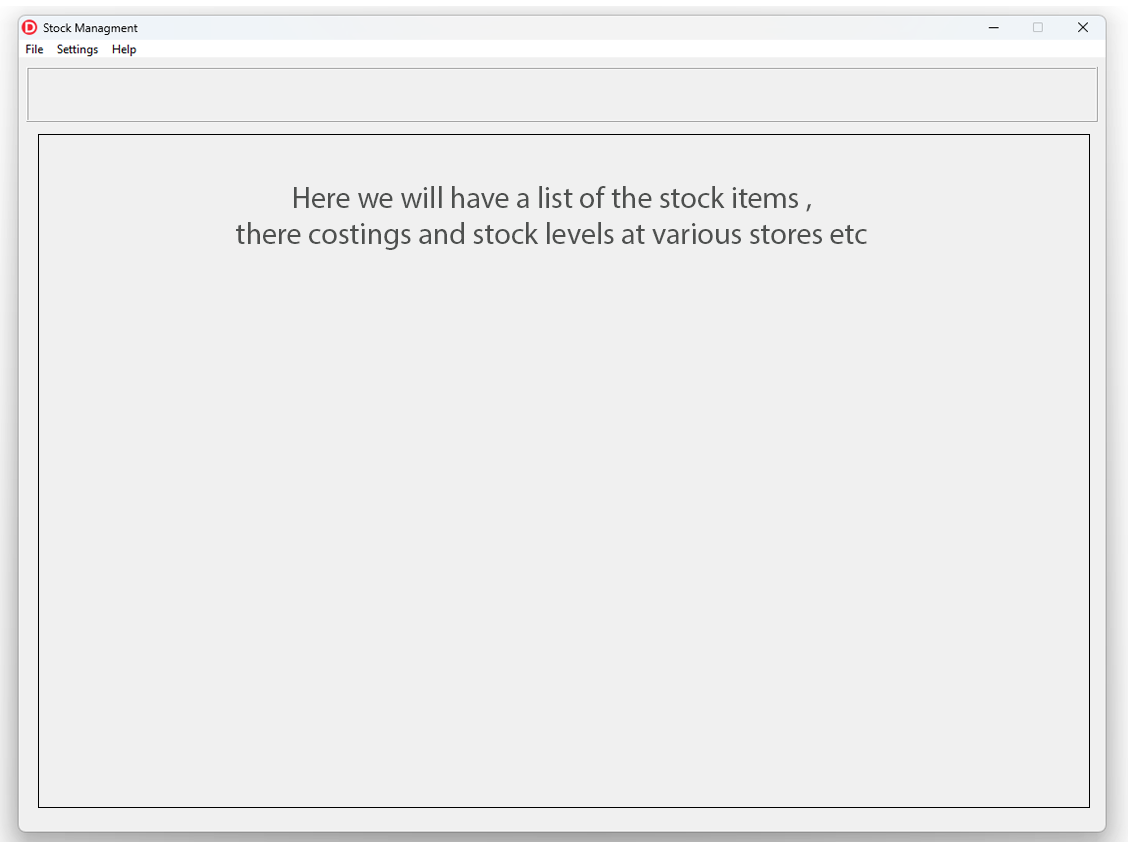 D Stock Managment
File Settings Help
Here we will have a list of the stock items ,
there costings and stock levels at various stores etc